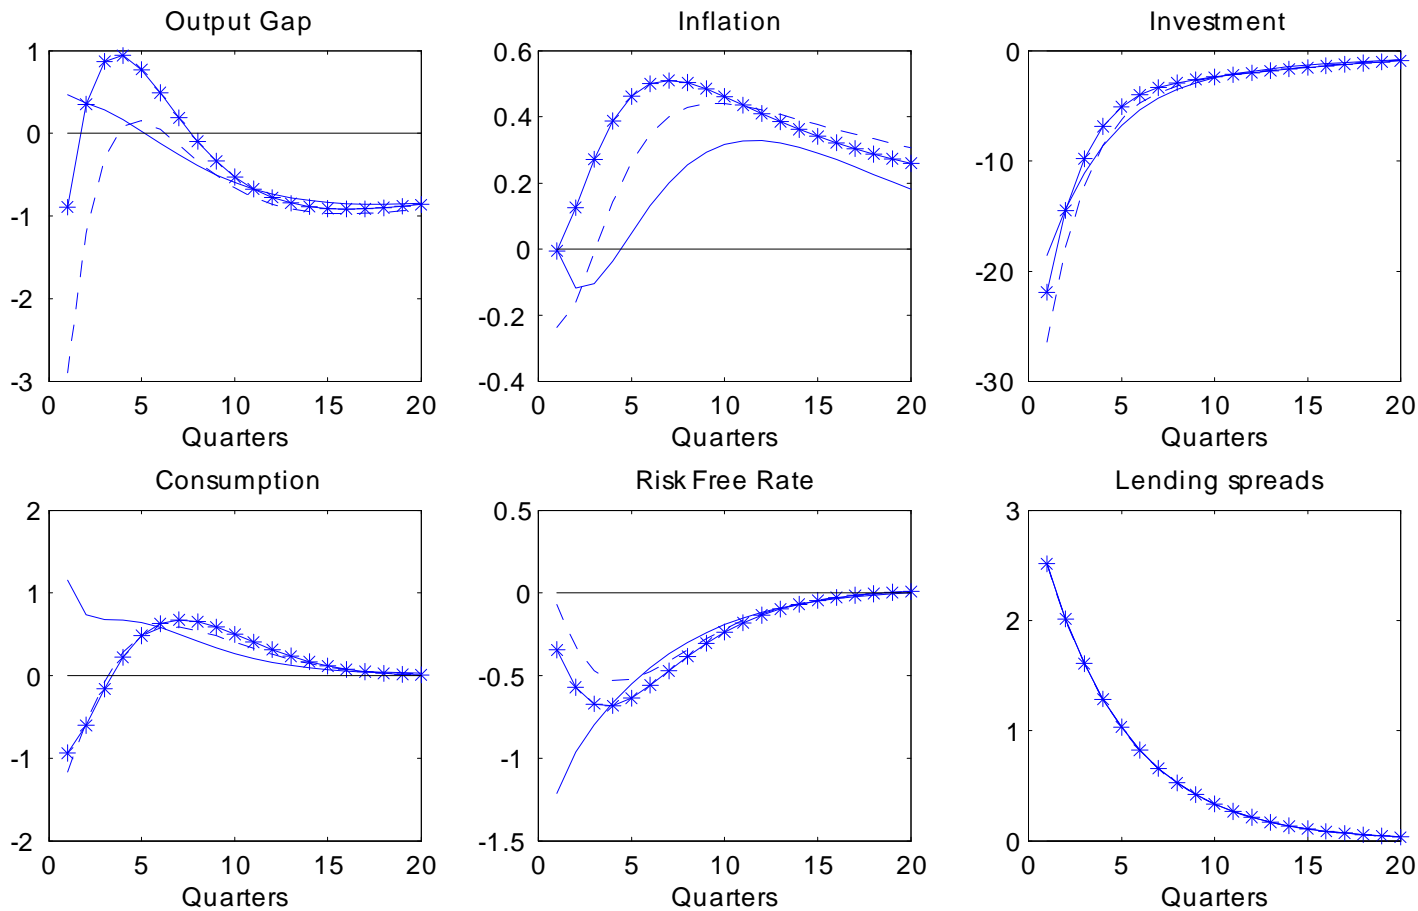 Output Gap
1
0
-1
-2
-3
0 5 10 15 20
Quarters
Inflation
0.6
0.4
0.2
0
-0.2
-0.4
0 5 10 15 20
Quarters
Investment
0
-10
-20
-30
0 5 10 15 20
Quarters
Consumption
2
1
0
-1
-2
0 5 10 15 20
Quarters
Risk Free Rate
0.5
0
-0.5
-1
-1.5
0 5 10 15 20
Quarters
Lending spreads
3
2
1
0
0 5 10 15 20
Quarters